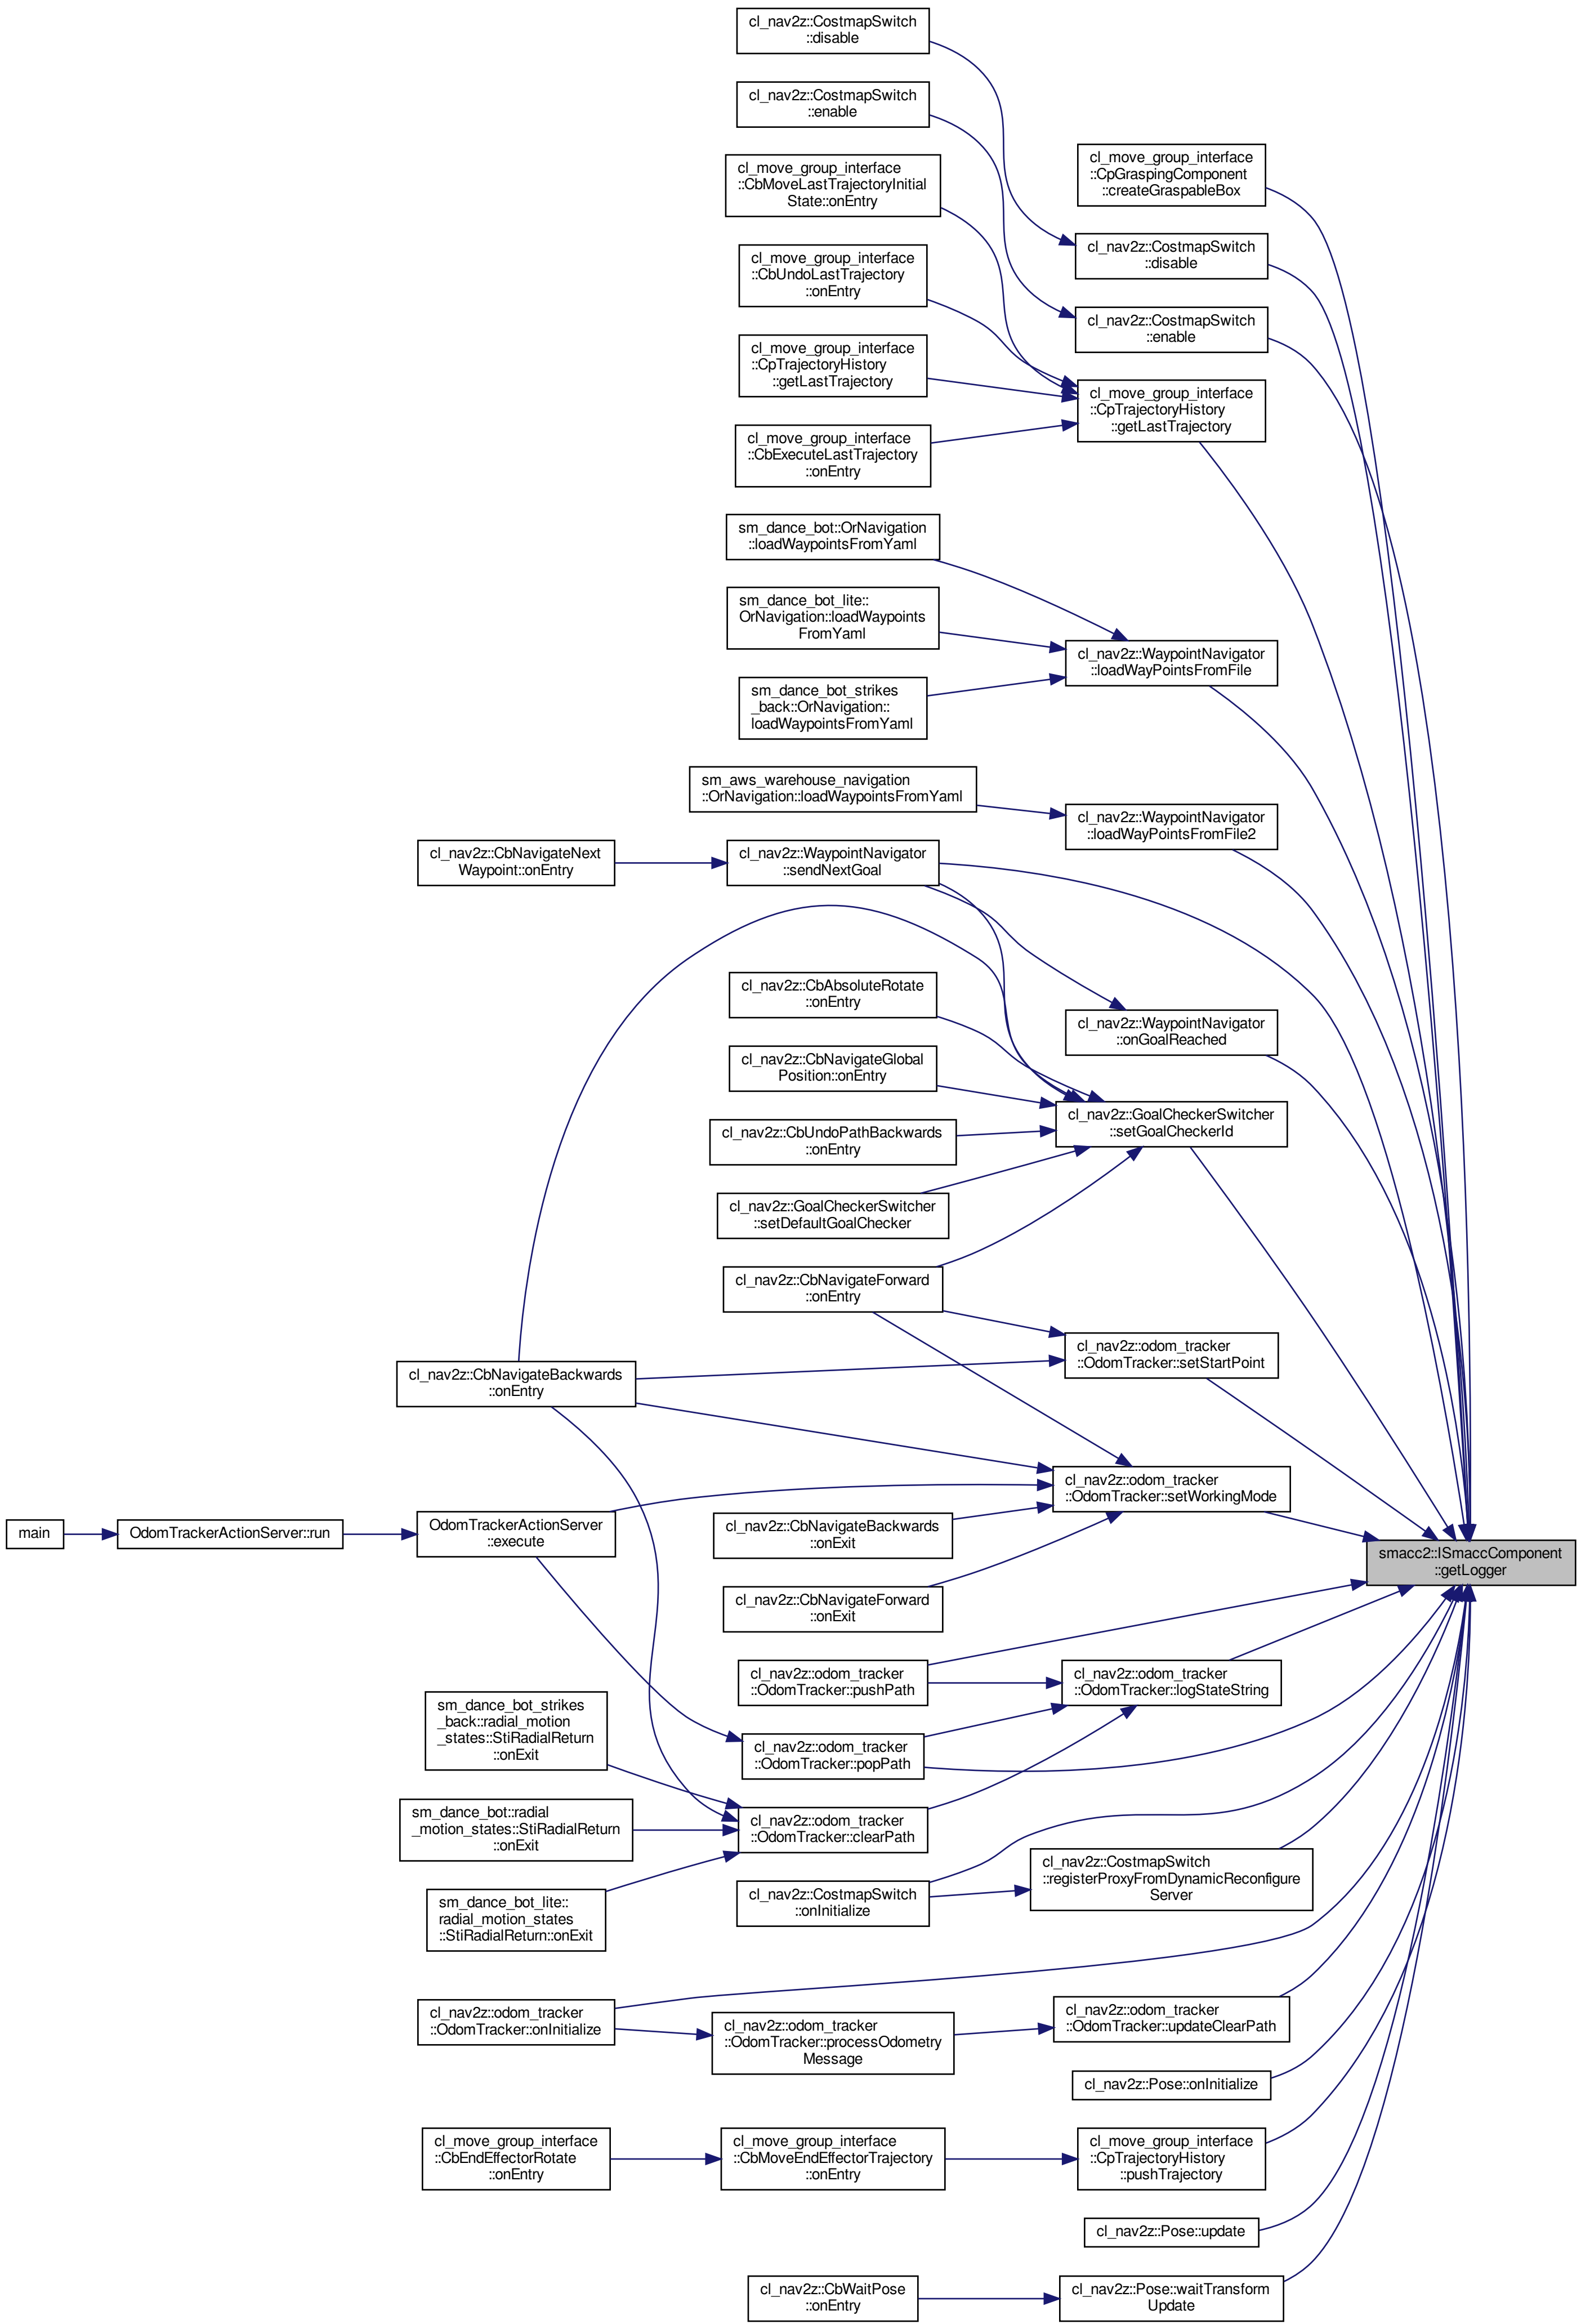 cl_nav2z::CostmapSwitch
::disable
cl_nav2z::CostmapSwitch
::enable
cl_move_group_interface
::CpGraspingComponent
::createGraspableBox
cl_move_group_interface
::CbMoveLastTrajectoryInitial
State::onEntry
cl_nav2z::CostmapSwitch
::disable
cl_move_group_interface
::CbUndoLastTrajectory
::onEntry
cl_nav2z::CostmapSwitch
::enable
cl_move_group_interface
::CpTrajectoryHistory
::getLastTrajectory
cl_move_group_interface
::CpTrajectoryHistory
::getLastTrajectory
cl_move_group_interface
::CbExecuteLastTrajectory
::onEntry
sm_dance_bot::OrNavigation
::loadWaypointsFromYaml
sm_dance_bot_lite::
OrNavigation::loadWaypoints
FromYaml
cl_nav2z::WaypointNavigator
::loadWayPointsFromFile
sm_dance_bot_strikes
_back::OrNavigation::
loadWaypointsFromYaml
sm_aws_warehouse_navigation
::OrNavigation::loadWaypointsFromYaml
cl_nav2z::WaypointNavigator
::loadWayPointsFromFile2
cl_nav2z::CbNavigateNext
Waypoint::onEntry
cl_nav2z::WaypointNavigator
::sendNextGoal
cl_nav2z::CbAbsoluteRotate
::onEntry
cl_nav2z::WaypointNavigator
::onGoalReached
cl_nav2z::CbNavigateGlobal
Position::onEntry
cl_nav2z::GoalCheckerSwitcher
::setGoalCheckerId
cl_nav2z::CbUndoPathBackwards
::onEntry
cl_nav2z::GoalCheckerSwitcher
::setDefaultGoalChecker
cl_nav2z::CbNavigateForward
::onEntry
cl_nav2z::odom_tracker
::OdomTracker::setStartPoint
cl_nav2z::CbNavigateBackwards
::onEntry
cl_nav2z::odom_tracker
::OdomTracker::setWorkingMode
main
OdomTrackerActionServer::run
OdomTrackerActionServer
::execute
cl_nav2z::CbNavigateBackwards
::onExit
smacc2::ISmaccComponent
::getLogger
cl_nav2z::CbNavigateForward
::onExit
cl_nav2z::odom_tracker
::OdomTracker::pushPath
cl_nav2z::odom_tracker
::OdomTracker::logStateString
sm_dance_bot_strikes
_back::radial_motion
_states::StiRadialReturn
::onExit
cl_nav2z::odom_tracker
::OdomTracker::popPath
sm_dance_bot::radial
_motion_states::StiRadialReturn
::onExit
cl_nav2z::odom_tracker
::OdomTracker::clearPath
cl_nav2z::CostmapSwitch
::registerProxyFromDynamicReconfigure
Server
sm_dance_bot_lite::
radial_motion_states
::StiRadialReturn::onExit
cl_nav2z::CostmapSwitch
::onInitialize
cl_nav2z::odom_tracker
::OdomTracker::onInitialize
cl_nav2z::odom_tracker
::OdomTracker::processOdometry
Message
cl_nav2z::odom_tracker
::OdomTracker::updateClearPath
cl_nav2z::Pose::onInitialize
cl_move_group_interface
::CbEndEffectorRotate
::onEntry
cl_move_group_interface
::CbMoveEndEffectorTrajectory
::onEntry
cl_move_group_interface
::CpTrajectoryHistory
::pushTrajectory
cl_nav2z::Pose::update
cl_nav2z::CbWaitPose
::onEntry
cl_nav2z::Pose::waitTransform
Update